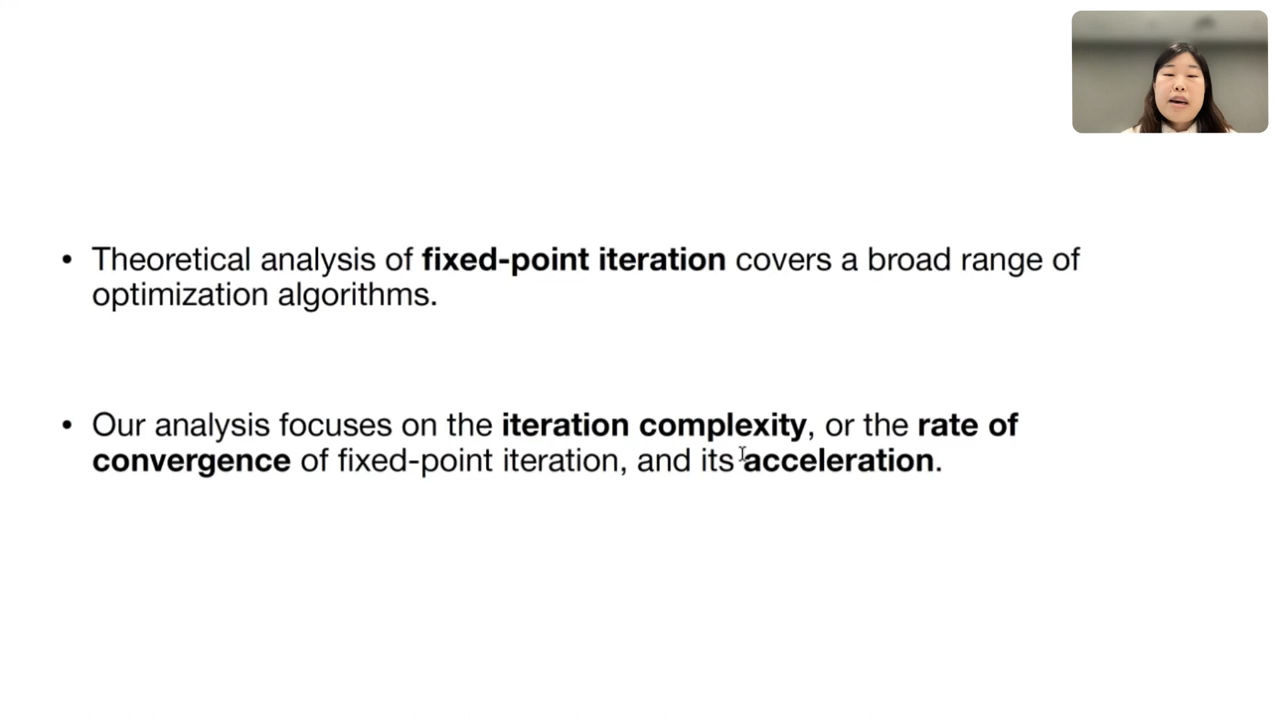 • Theoretical analysis of fixed-point iteration covers a broad range of
optimization algorithms.
• Our analysis focuses on the iteration complexity, or the rate of
convergence of fixed-point iteration, and its acceleration.